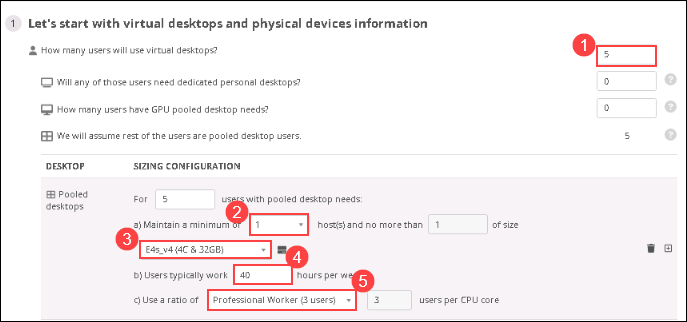 1 Let's start with virtual desktops and physical devices information
How many users will use virtual desktops?
1
5
Will any of those users need dedicated personal desktops?
0
?
How many users have GPU pooled desktop needs?
0
?
We will assume rest of the users are pooled desktop users.
5
?
DESKTOP SIZING CONFIGURATION
Pooled desktops
For 5 users with pooled desktop needs:
2
a) Maintain a minimum of 1 host(s) and no more than 1 of size
3
E4s_v4 (4C & 32GB)
4
b) Users typically work 40 hours per we
5
c) Use a ratio of Professional Worker (3 users) 3 users per CPU core